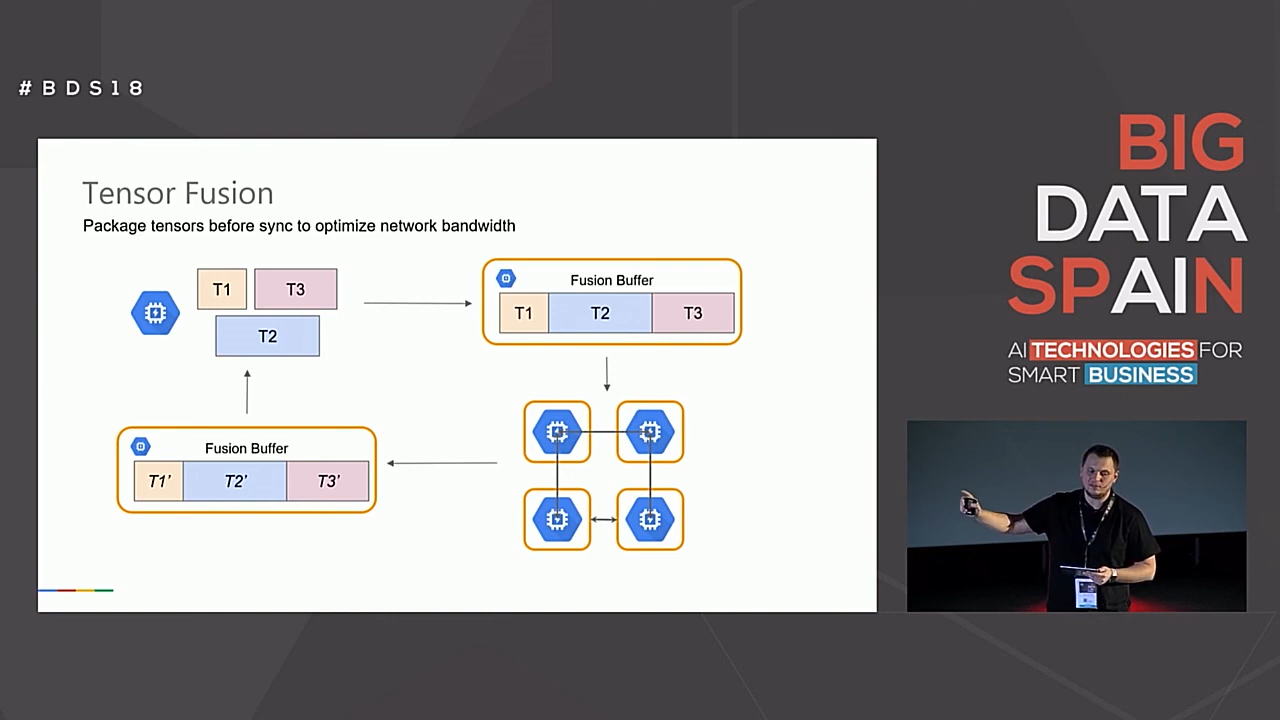 #BDS18
BIG
DATA
SPAIN
AI TECHNOLOGIES FOR
SMART BUSINESS
Tensor Fusion
Package tensors before sync to optimize network bandwidth
T1 T3
T2
Fusion Buffer
T1 T2 T3
Fusion Buffer
T1’ T2’ T3’